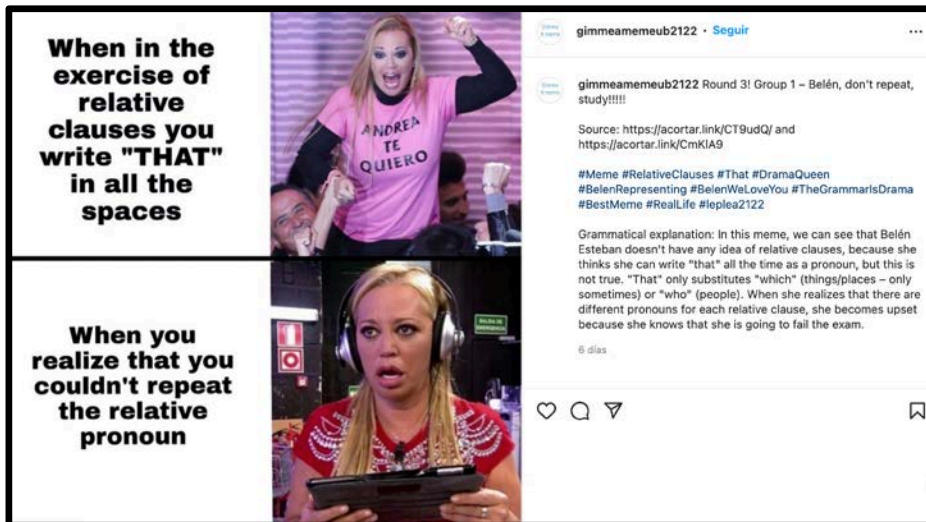 When in the
exercise of
relative
clauses you
write "THAT"
in all the
spaces
ANDREA
TE
QUIERO
When you
realize that you
couldn't repeat
the relative
pronoun
SALIDA DE
EMERGENCIA
gimmeamemeub2122 • Seguir
gimmeamemeub2122 Round 3! Group 1 – Belén, don't repeat,
study!!!!!
Source: https://acortar.link/CT9udQ/ and
https://acortar.link/CmKlA9
#Meme #RelativeClauses #That #DramaQueen
#BelenRepresenting #BelenWeLoveYou #TheGrammarIsDrama
#BestMeme #RealLife #leplea2122
Grammatical explanation: In this meme, we can see that Belén
Esteban doesn't have any idea of relative clauses, because she
thinks she can write "that" all the time as a pronoun, but this is
not true. "That" only substitutes "which" (things/places – only
sometimes) or "who" (people). When she realizes that there are
different pronouns for each relative clause, she becomes upset
because she knows that she is going to fail the exam.
6 días